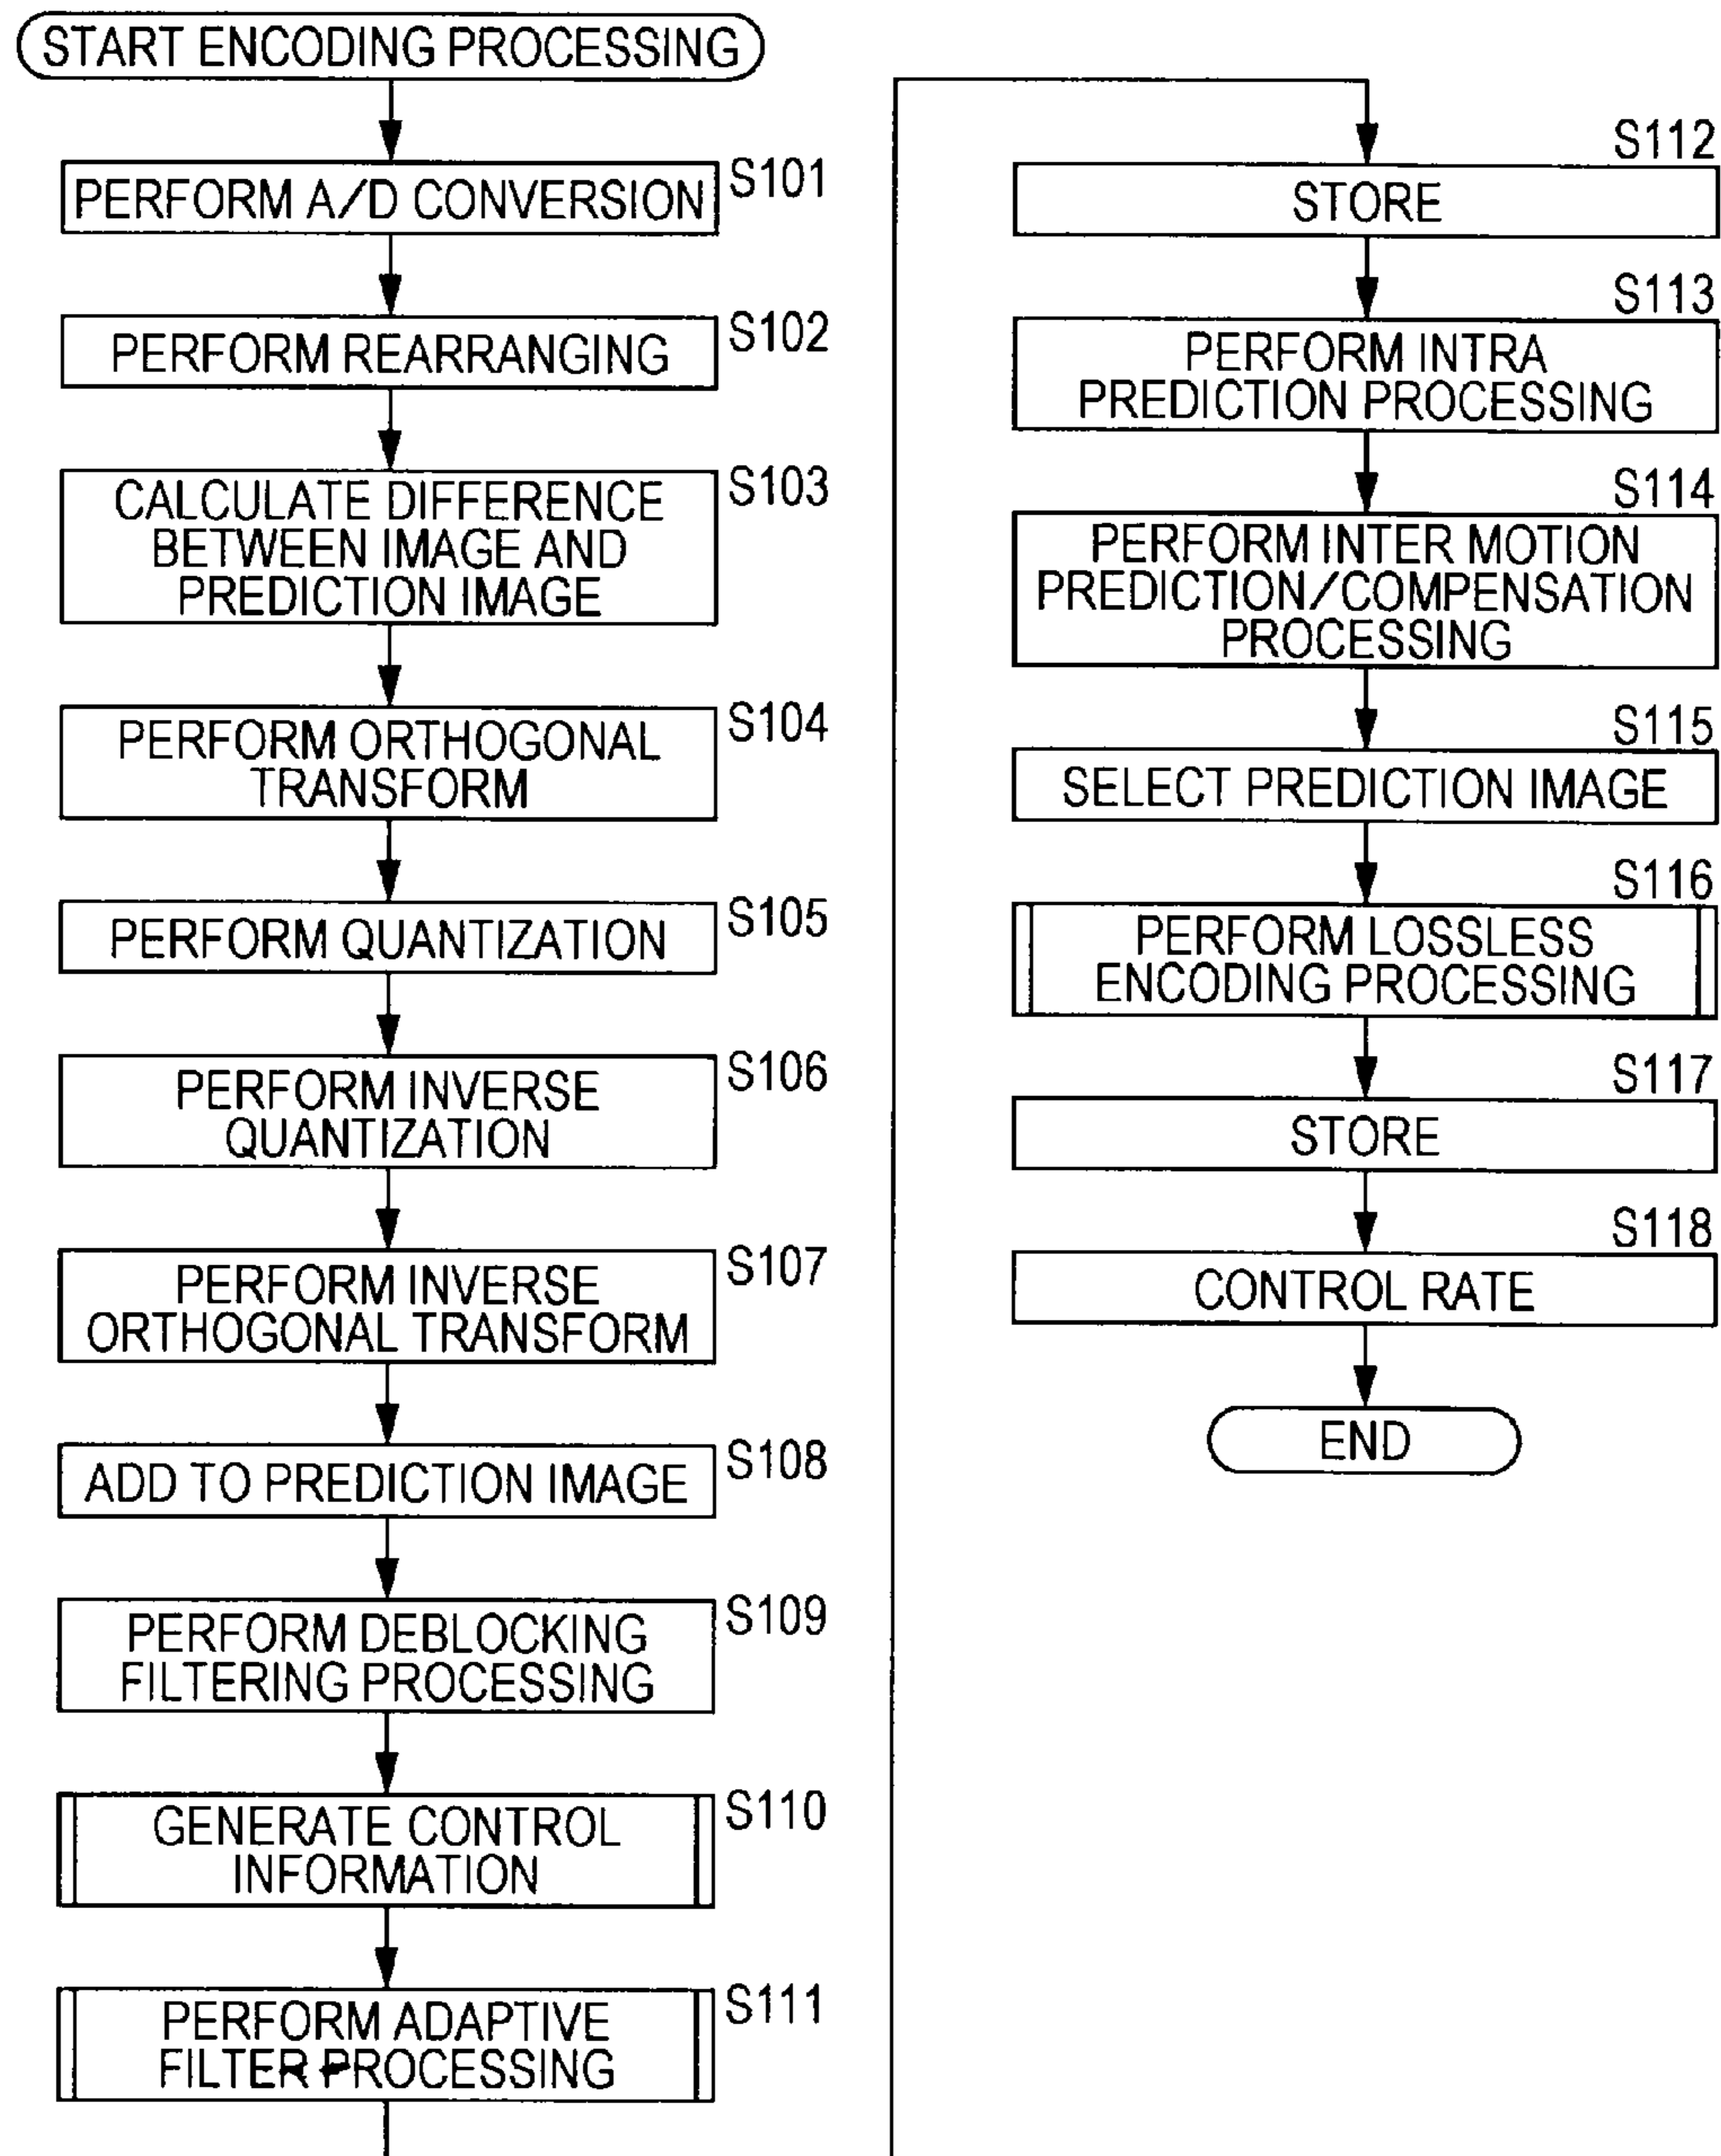 START ENCODING PROCESSING
PERFORM A/D CONVERSION
S101
PERFORM REARRANGING
S102
CALCULATE DIFFERENCE
BETWEEN IMAGE AND
PREDICTION IMAGE
S103
PERFORM ORTHOGONAL
TRANSFORM
S104
PERFORM QUANTIZATION
S105
PERFORM INVERSE
QUANTIZATION
S106
PERFORM INVERSE
ORTHOGONAL TRANSFORM
S107
ADD TO PREDICTION IMAGE
S108
PERFORM DEBLOCKING
FILTERING PROCESSING
S109
GENERATE CONTROL
INFORMATION
S110
PERFORM ADAPTIVE
FILTER PROCESSING
S111
S112
STORE
S113
PERFORM INTRA
PREDICTION PROCESSING
S114
PERFORM INTER MOTION
PREDICTION/COMPENSATION
PROCESSING
S115
SELECT PREDICTION IMAGE
S116
PERFORM LOSSLESS
ENCODING PROCESSING
S117
STORE
S118
CONTROL RATE
END